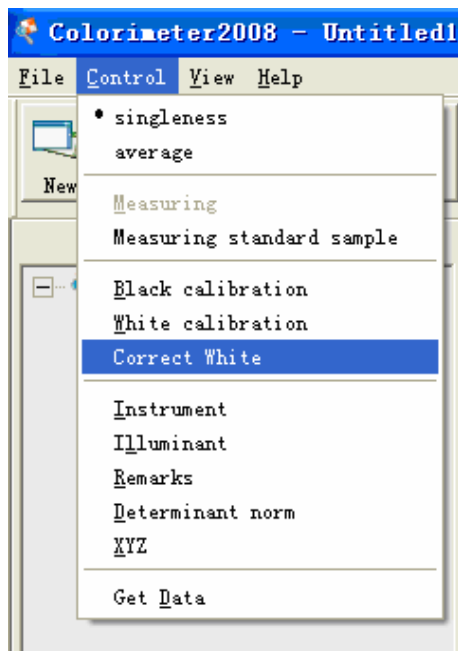 Colorimeter2008 - Untitled1
File Control View Help
New
• singleness
average
Measuring
Measuring standard sample
Black calibration
White calibration
Correct White
Instrument
Illuminant
Remarks
Determinant norm
XYZ
Get Data